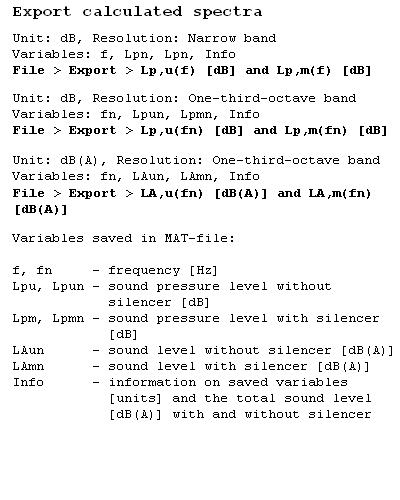 Export calculated spectra
Unit: dB, Resolution: Narrow band
Variables: f, Lpn, Lpn, Info
File > Export > Lp,u(f) [dB] and Lp,m(f) [dB]
Unit: dB, Resolution: One-third-octave band
Variables: fn, Lpun, Lpmn, Info
File > Export > Lp,u(fn) [dB] and Lp,m(fn) [dB]
Unit: dB(A), Resolution: One-third-octave band
Variables: fn, LAun, LAmn, Info
File > Export > LA,u(fn) [dB(A)] and LA,m(fn)
[dB(A)]
Variables saved in MAT-file:
f, fn - frequency [Hz]
Lpu, Lpun - sound pressure level without
silencer [dB]
Lpm, Lpmn - sound pressure level with silencer
[dB]
LAun - sound level without silencer [dB(A)]
LAmn - sound level with silencer [dB(A)]
Info - information on saved variables
[units] and the total sound level
[dB(A)] with and without silencer